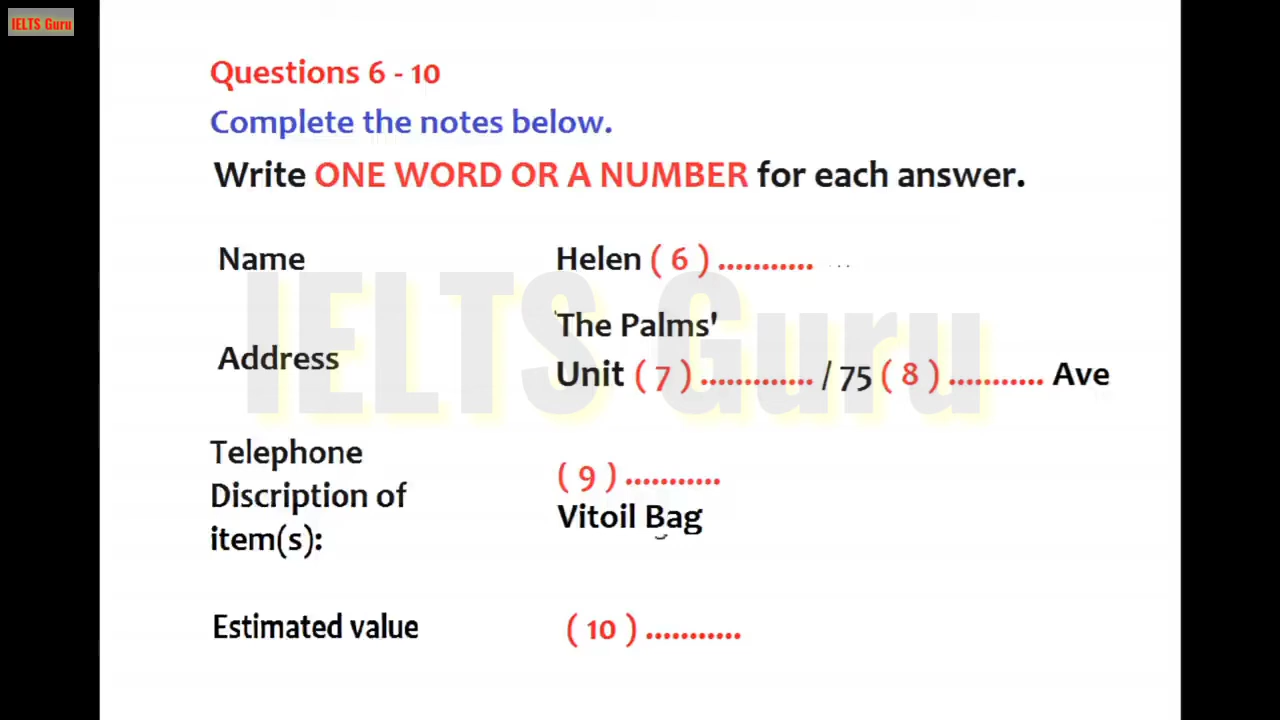 IELTS Guru
Questions 6 - 10
Complete the notes below.
Write ONE WORD OR A NUMBER for each answer.
Name Helen ( 6 ) ...........
'The Palms'
Address Unit ( 7 ) ............. / 75 ( 8 ) ........... Ave
Telephone ( 9 ) ...........
Discription of
item(s): Vitoil Bag
Estimated value ( 10 ) ...........
IELTS Guru